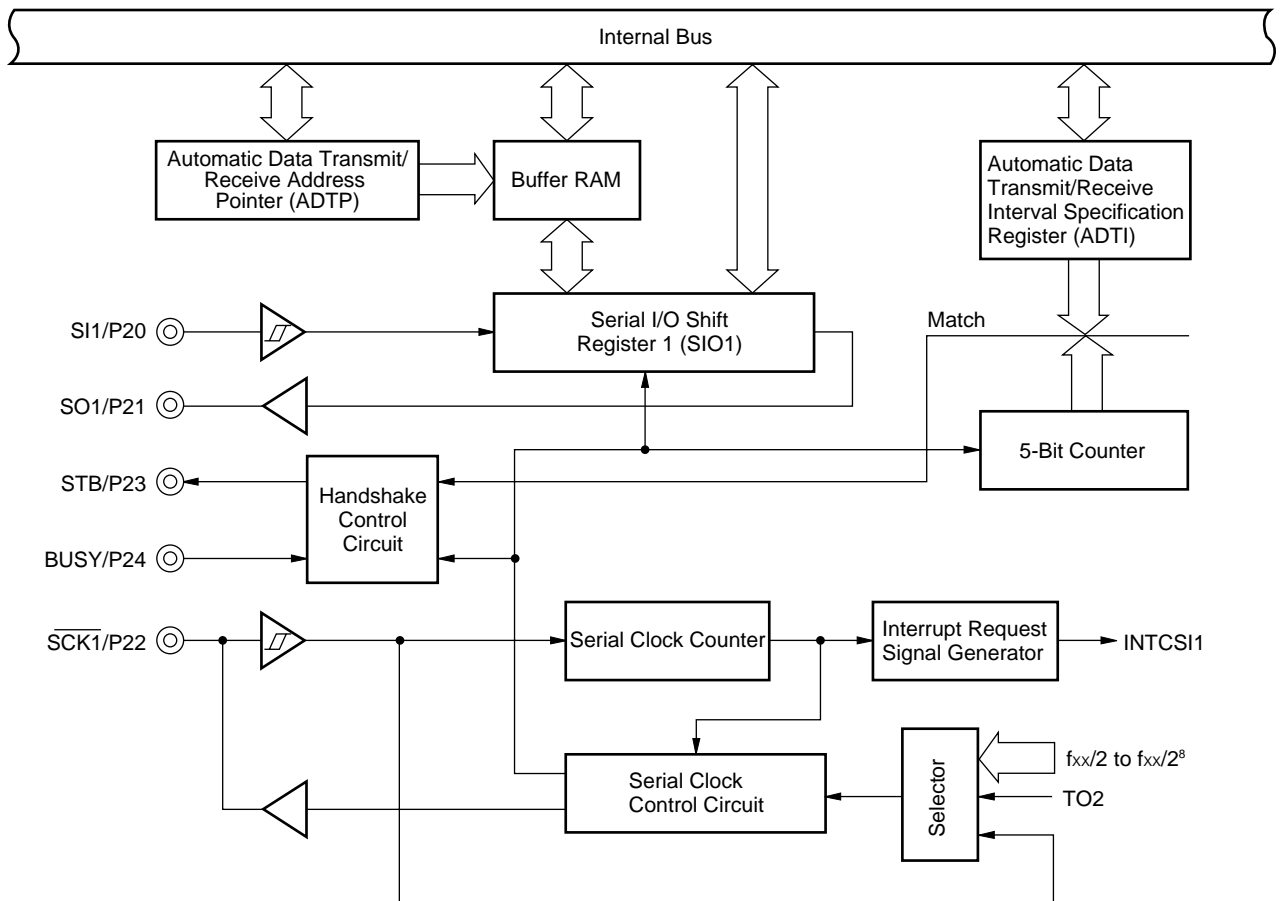 Internal Bus
Automatic Data Transmit/
Receive Address
Pointer (ADTP)
Buffer RAM
Automatic Data
Transmit/Receive
Interval Specification
Register (ADTI)
SI1/P20
Serial I/O Shift
Register 1 (SIO1)
Match
SO1/P21
5-Bit Counter
STB/P23
Handshake
Control
Circuit
BUSY/P24
S̅C̅K̅1̅/P22
Serial Clock Counter
Interrupt Request
Signal Generator
INTCSI1
Serial Clock
Control Circuit
Selector
fxx/2 to fxx/2⁸
TO2